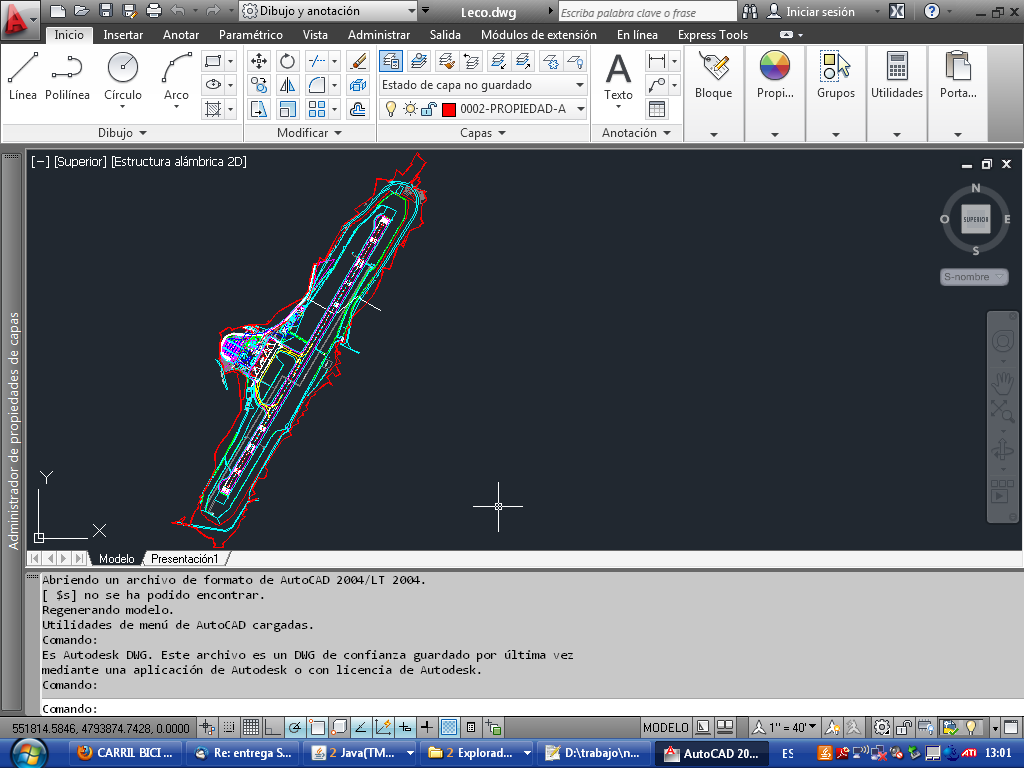 Dibujo y anotación
Leco.dwg
Escriba palabra clave o frase
Iniciar sesión
Inicio Insertar Anotar Paramétrico Vista Administrar Salida Módulos de extensión En línea Express Tools
Línea Polilínea Círculo Arco
Estado de capa no guardado
0002-PROPIEDAD-A
Texto Bloque Propi... Grupos Utilidades Porta...
Dibujo Modificar Capas Anotación
[−] [Superior] [Estructura alámbrica 2D]
N
O SUPERIOR E
S
S-nombre
Administrador de propiedades de capas
Y
X
Modelo Presentación1
Abriendo un archivo de formato de AutoCAD 2004/LT 2004.
[ $s] no se ha podido encontrar.
Regenerando modelo.
Utilidades de menú de AutoCAD cargadas.
Comando:
Es Autodesk DWG. Este archivo es un DWG de confianza guardado por última vez
mediante una aplicación de Autodesk o con licencia de Autodesk.
Comando:
Comando:
551814.5846, 4793874.7428, 0.0000
MODELO
1" = 40'
CARRIL BICI ...
Re: entrega S...
2 Java(TM...
2 Explorad...
D:\trabajo\n...
AutoCAD 20...
ES
ATI
13:01